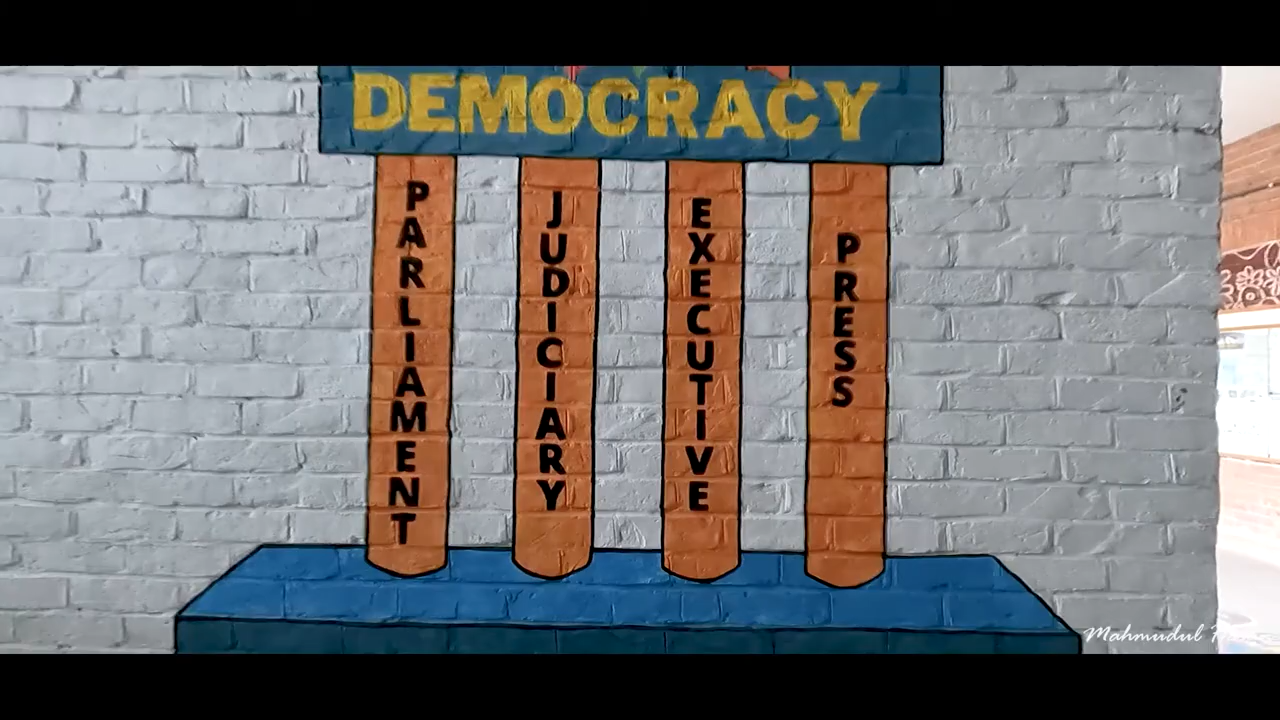 DEMOCRACY
PARLIAMENT
JUDICIARY
EXECUTIVE
PRESS
Mahmudul